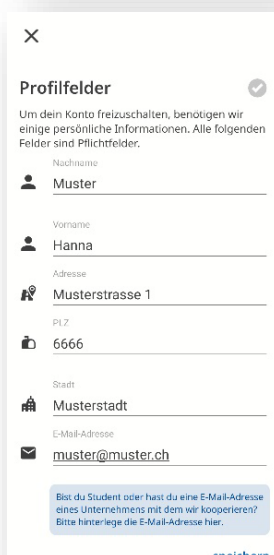 Profilfelder
Um dein Konto freizuschalten, benötigen wir
einige persönliche Informationen. Alle folgenden
Felder sind Pflichtfelder.
Nachname
Muster
Vorname
Hanna
Adresse
Musterstrasse 1
PLZ
6666
Stadt
Musterstadt
E-Mail-Adresse
muster@muster.ch
Bist du Student oder hast du eine E-Mail-Adresse
eines Unternehmens mit dem wir kooperieren?
Bitte hinterlege die E-Mail-Adresse hier.
speichern